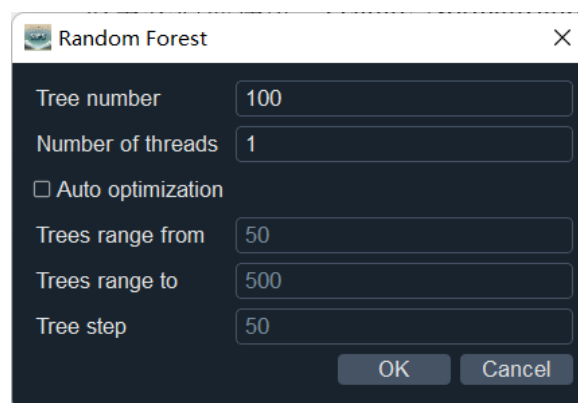 Random Forest
Tree number 100
Number of threads 1
Auto optimization
Trees range from 50
Trees range to 500
Tree step 50
OK Cancel